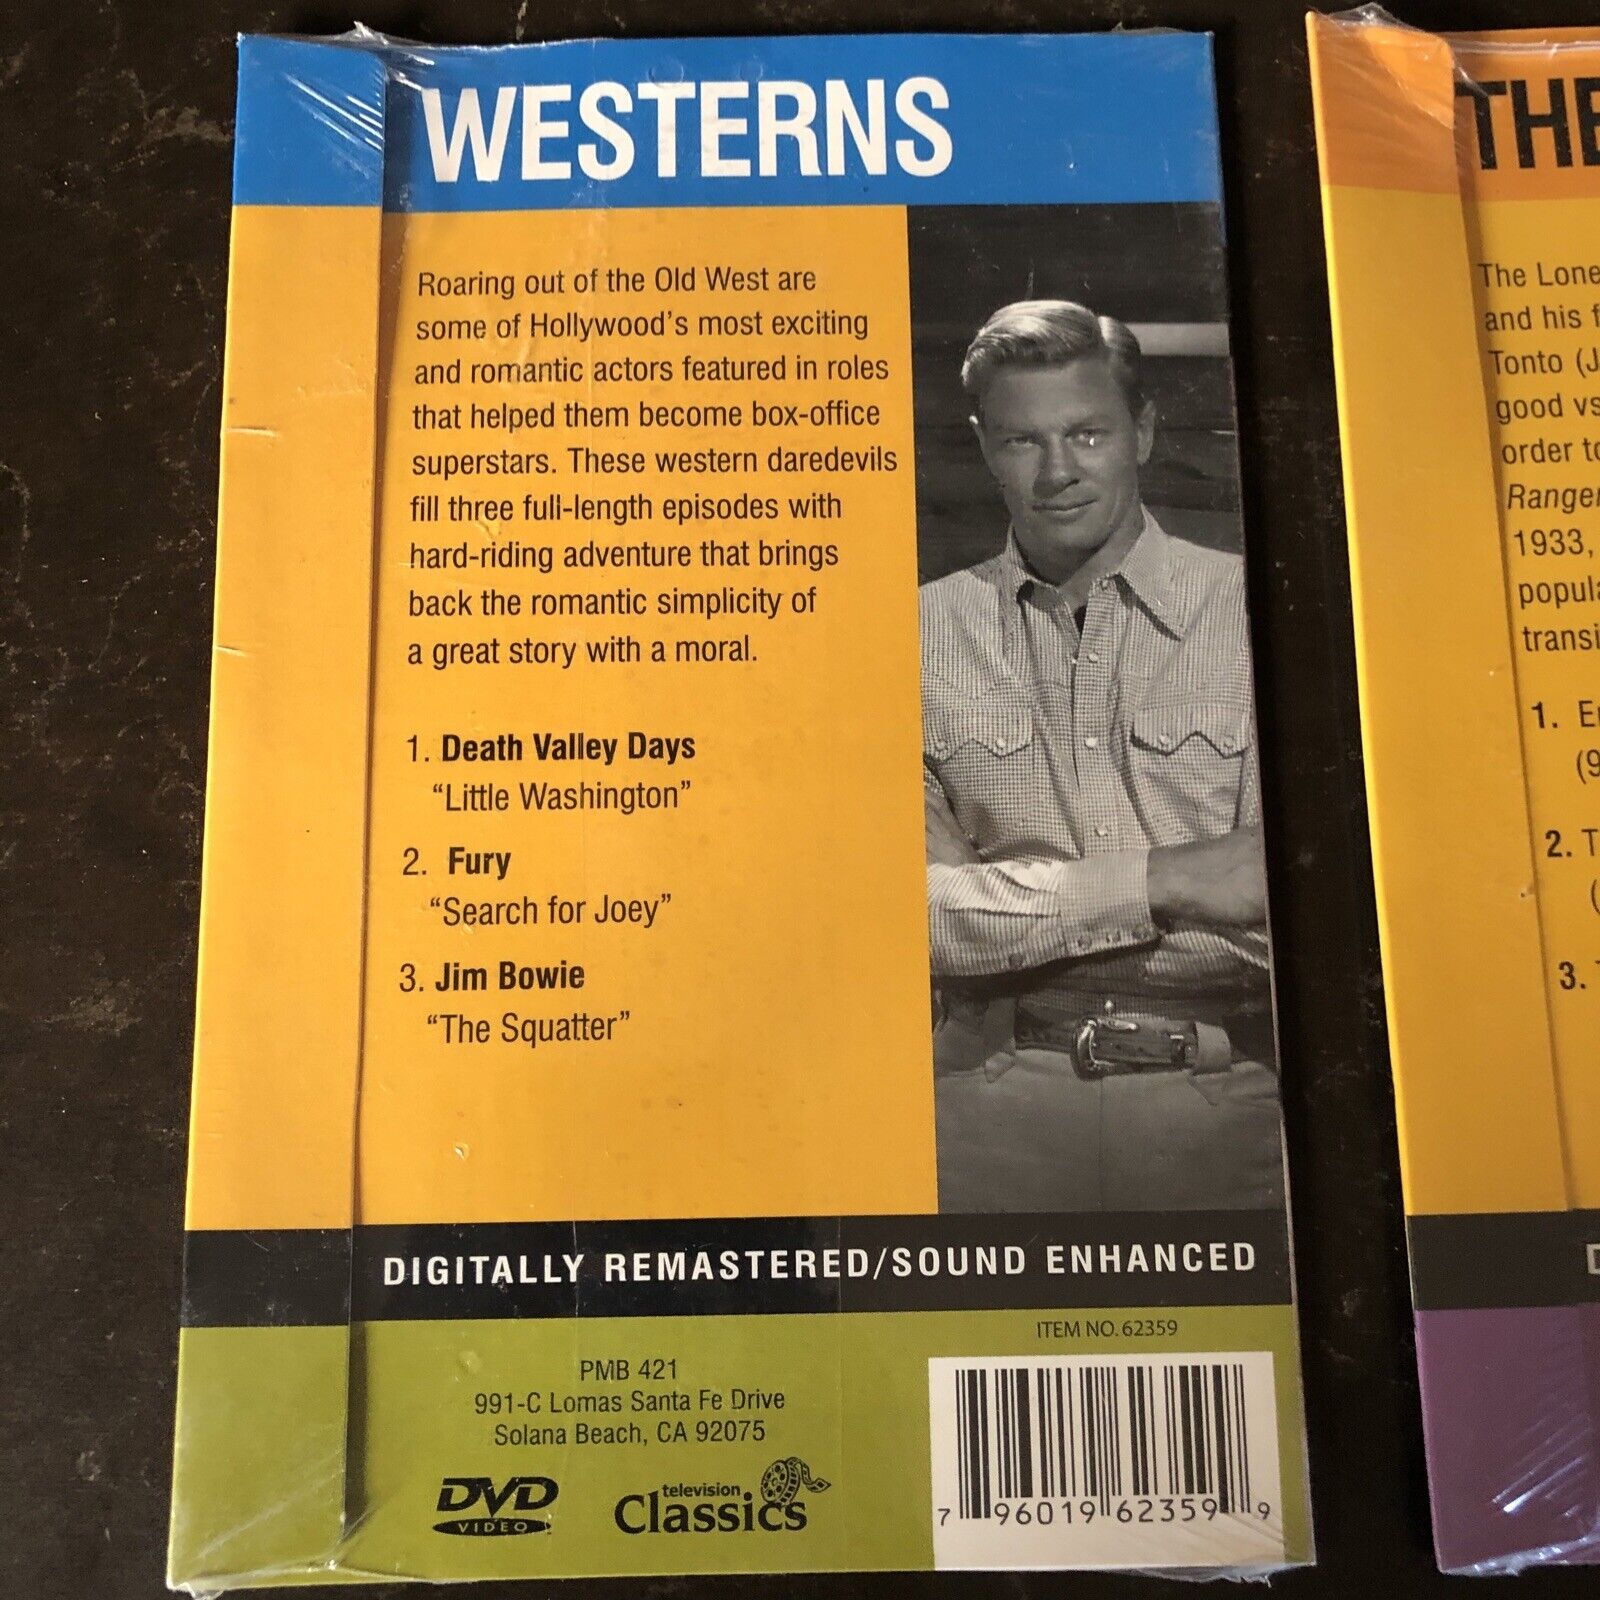 WESTERNS
Roaring out of the Old West are
some of Hollywood's most exciting
and romantic actors featured in roles
that helped them become box-office
superstars. These western daredevils
fill three full-length episodes with
hard-riding adventure that brings
back the romantic simplicity of
a great story with a moral.
1. Death Valley Days
"Little Washington"
2. Fury
"Search for Joey"
3. Jim Bowie
"The Squatter"
DIGITALLY REMASTERED/SOUND ENHANCED
ITEM NO. 62359
PMB 421
991-C Lomas Santa Fe Drive
Solana Beach, CA 92075
DVD
VIDEO
television
Classics
7 96019 62359 9
THE
The Lone
and his
Tonto (J
good vs
order to
Ranger
1933,
popula
transi
1.
(9
2. T
(
3.